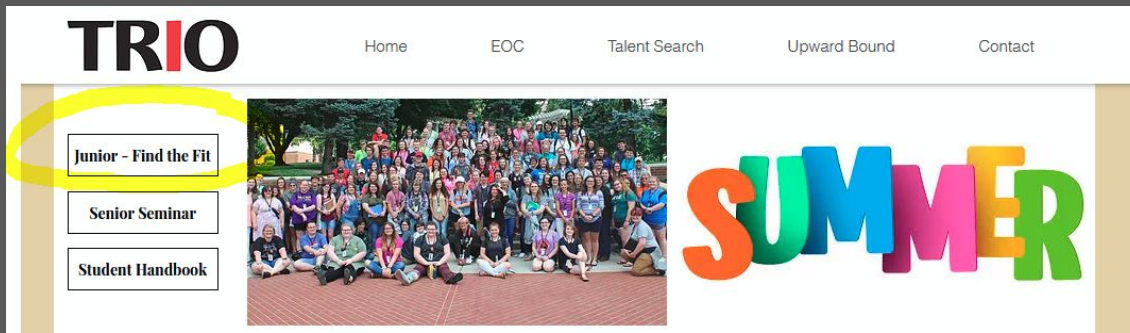 TRIO
Home EOC Talent Search Upward Bound Contact
Junior - Find the Fit
Senior Seminar
Student Handbook
SUMMER